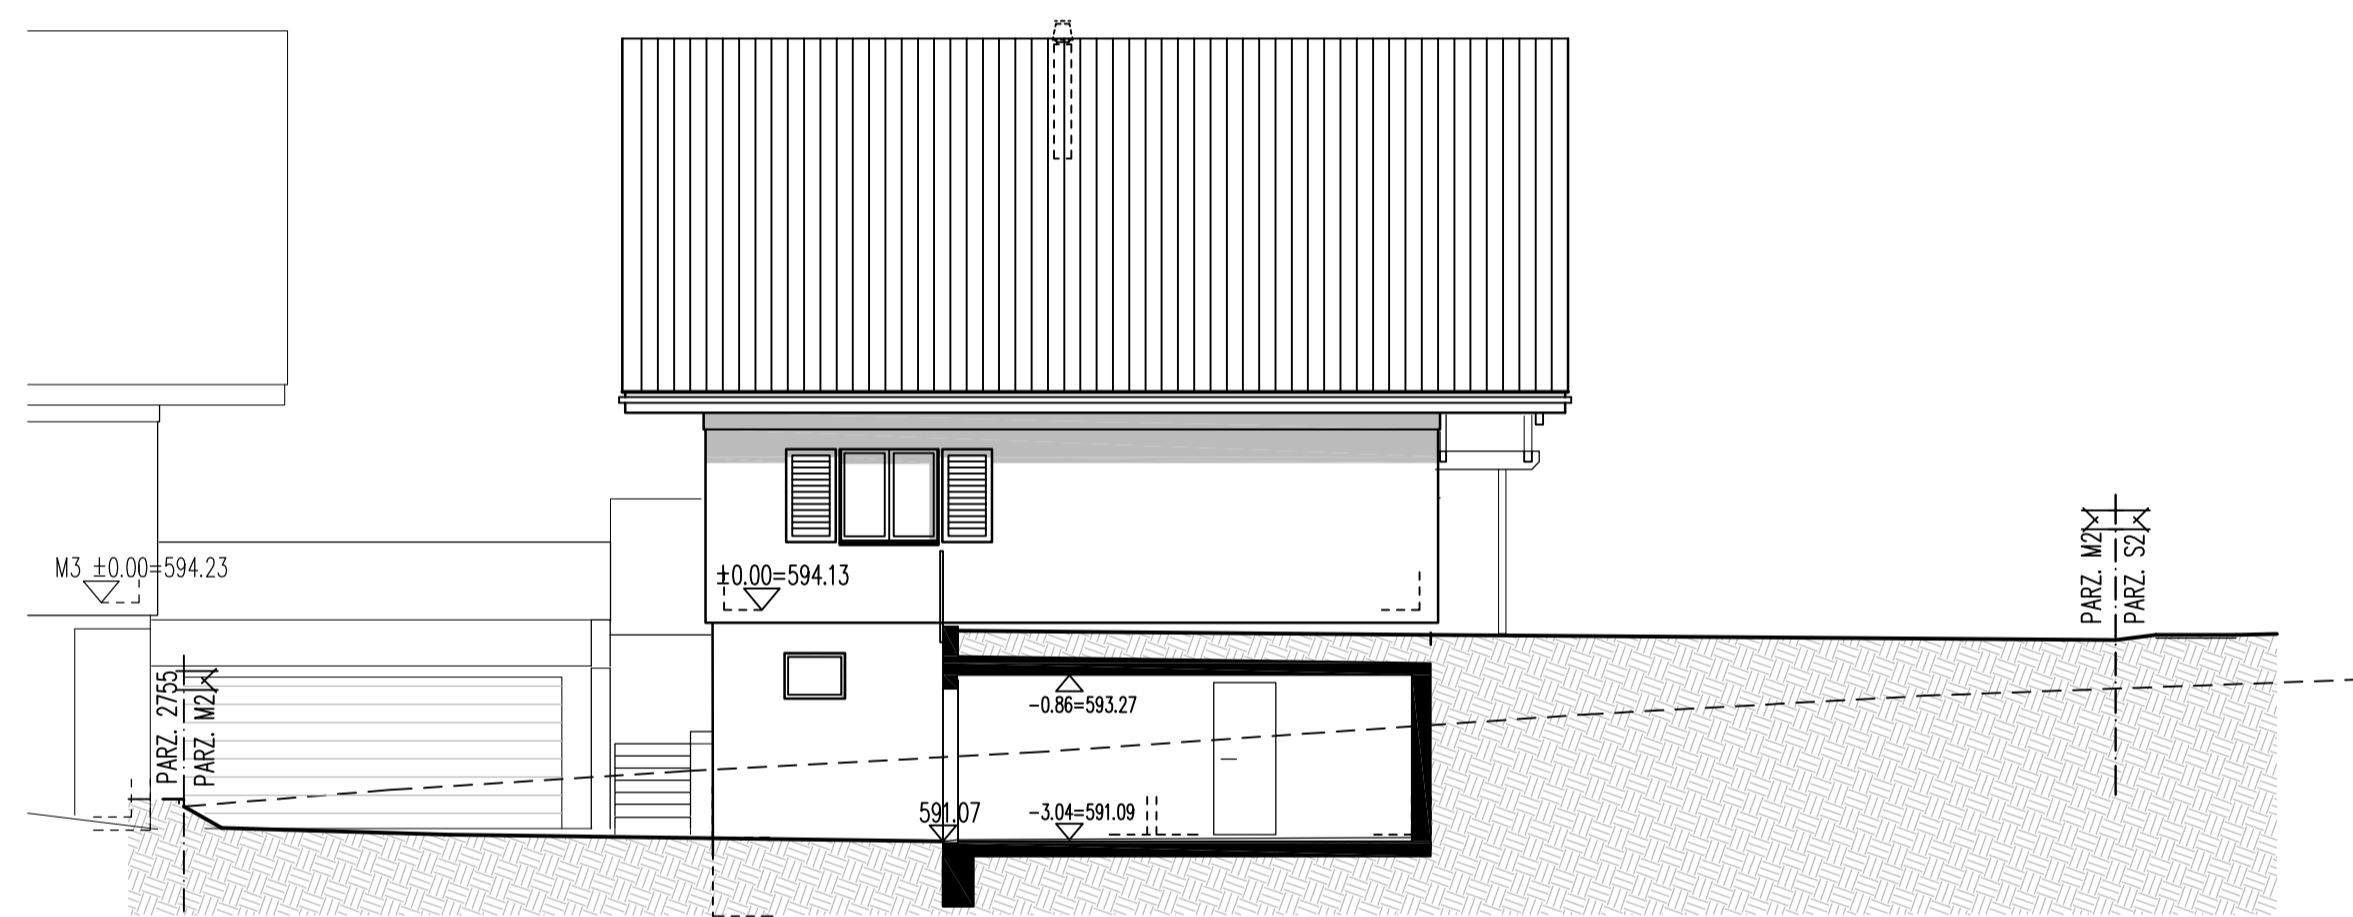 M3 ±0.00=594.23
±0.00=594.13
PARZ. M2
PARZ. S2
PARZ. 2755
PARZ. M2
-0.86=593.27
591.07
-3.04=591.09